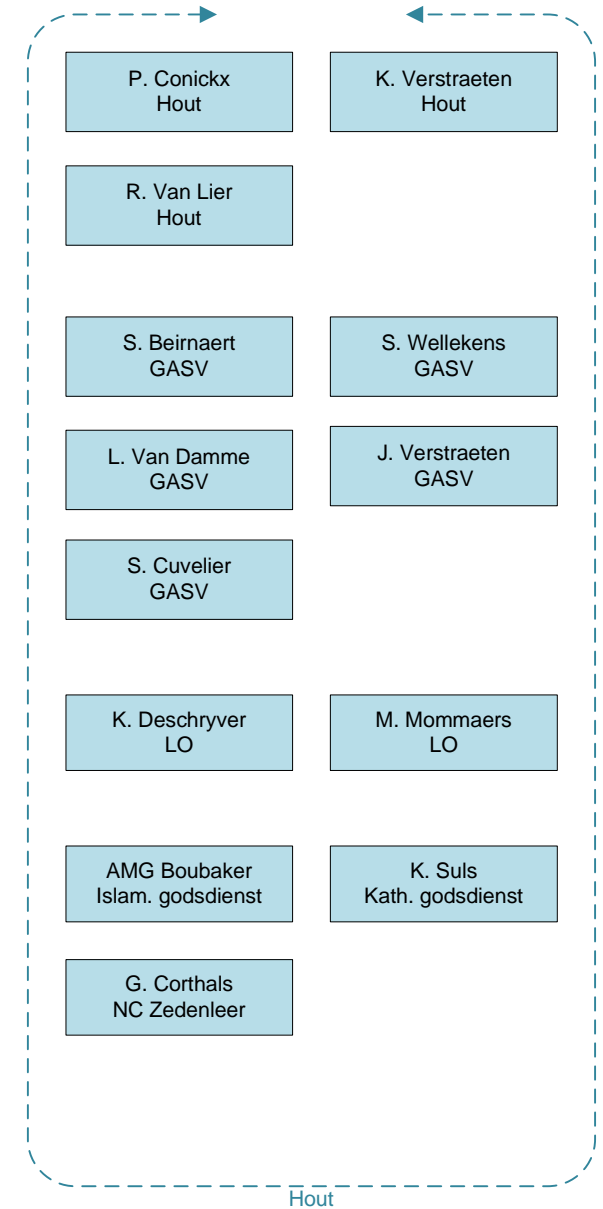 P. Conickx
Hout
K. Verstraeten
Hout
R. Van Lier
Hout
S. Beirnaert
GASV
S. Wellekens
GASV
L. Van Damme
GASV
J. Verstraeten
GASV
S. Cuvelier
GASV
K. Deschryver
LO
M. Mommaers
LO
AMG Boubaker
Islam. godsdienst
K. Suls
Kath. godsdienst
G. Corthals
NC Zedenleer
Hout